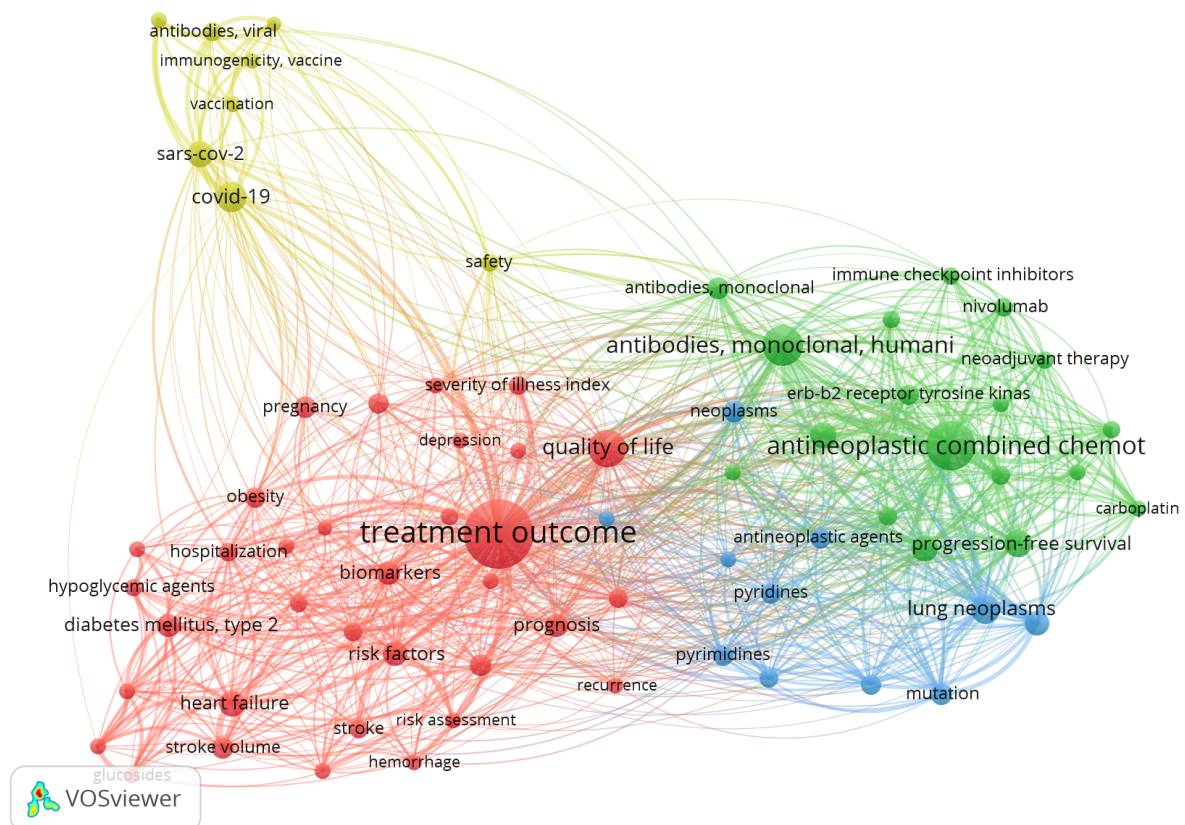 antibodies, viral
immunogenicity, vaccine
vaccination
sars-cov-2
covid-19
safety
immune checkpoint inhibitors
antibodies, monoclonal
nivolumab
antibodies, monoclonal, humani
neoadjuvant therapy
severity of illness index
erb-b2 receptor tyrosine kinas
pregnancy
neoplasms
depression
quality of life
antineoplastic combined chemot
obesity
carboplatin
treatment outcome
antineoplastic agents
progression-free survival
hospitalization
biomarkers
hypoglycemic agents
pyridines
lung neoplasms
diabetes mellitus, type 2
prognosis
risk factors
pyrimidines
recurrence
mutation
heart failure
risk assessment
stroke
stroke volume
hemorrhage
glucosides
VOSviewer